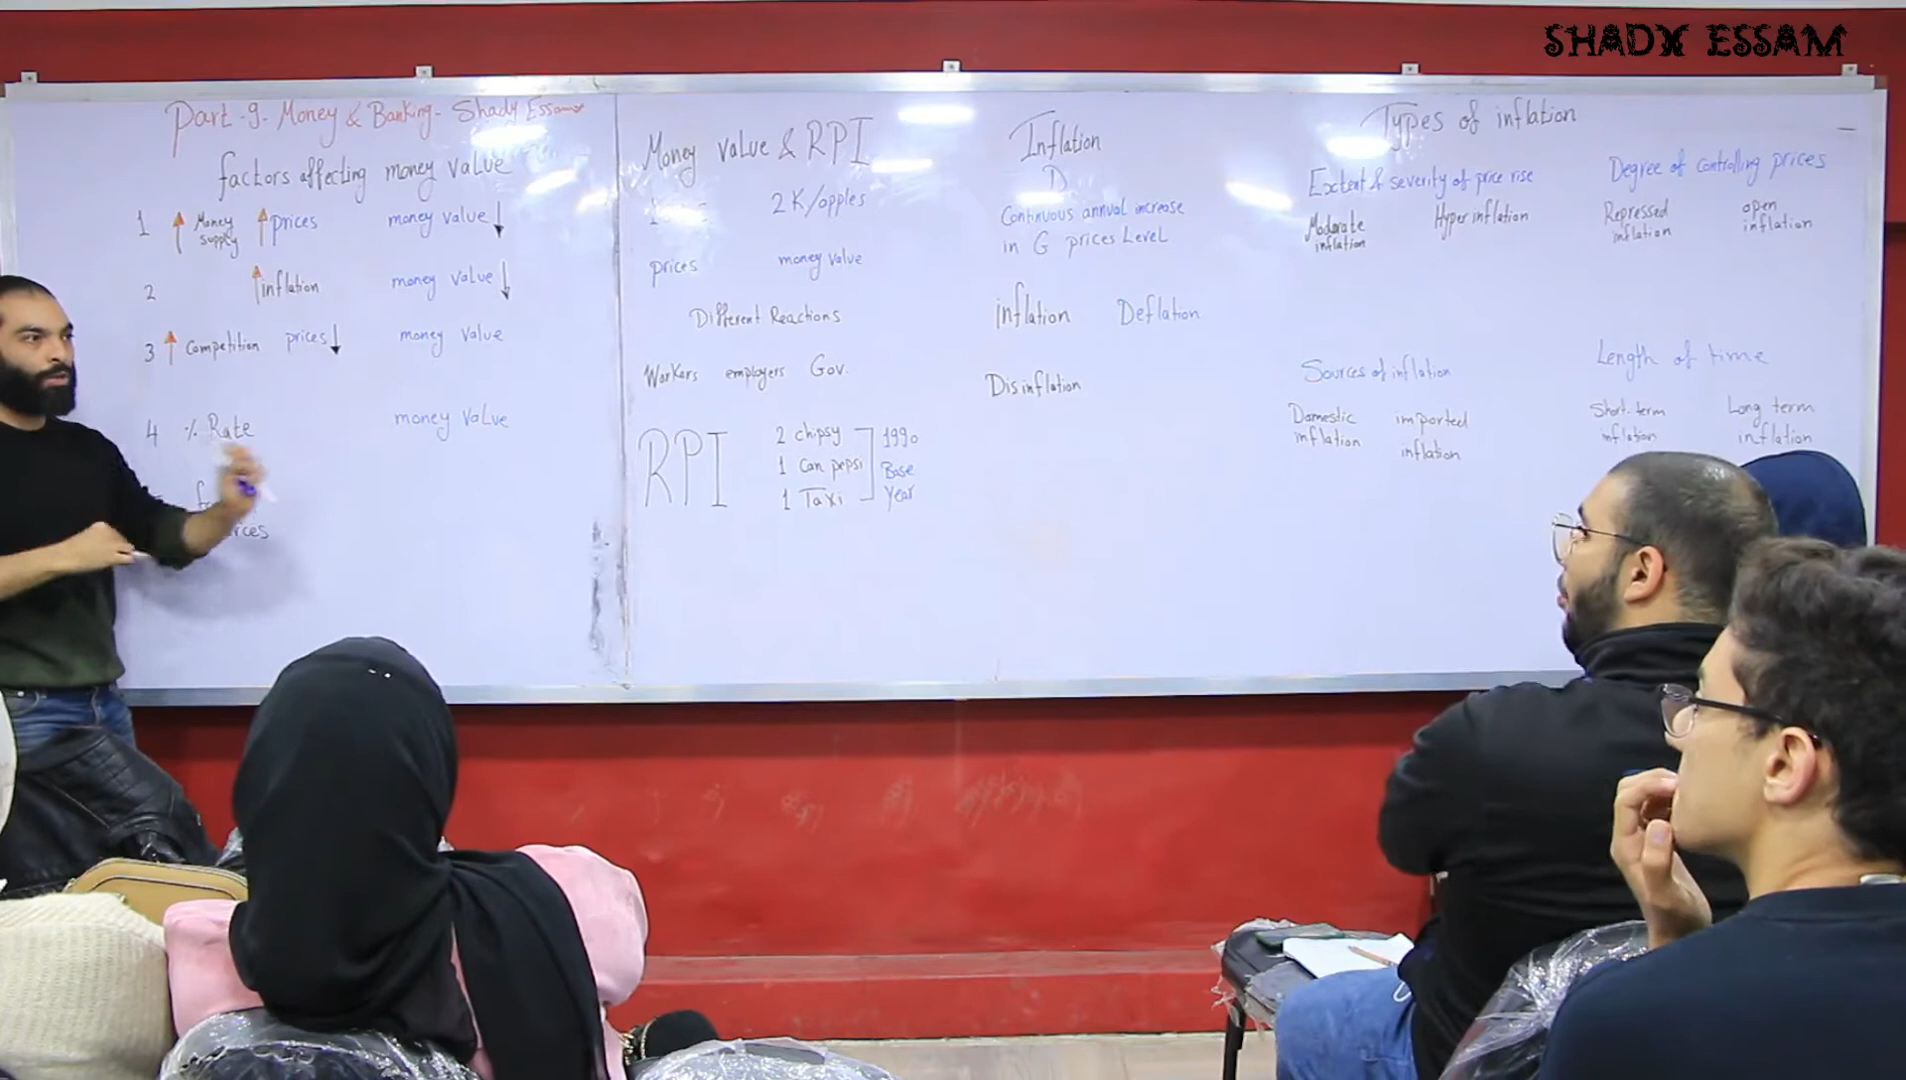 SHADY ESSAM
Part -9- Money & Banking- Shady Essam
factors affecting money value
1 ↑ Money supply ↑ prices money value ↓
2 ↑ inflation money value ↓
3 ↑ Competition prices ↓ money value
4 % Rate money value
Money value & RPI
2 K/apples
prices money value
Different Reactions
Workers employers Gov.
RPI
2 chipsy
1 Can pepsi
1 Taxi
1990
Base
year
Inflation
Continuous annual increase
in G prices Level
inflation Deflation
Disinflation
Types of inflation
Extent & severity of price rise
Moderate inflation
Hyper inflation
Degree of controlling prices
Repressed inflation
open inflation
Sources of inflation
Domestic inflation
imported inflation
Length of time
Short-term inflation
Long term inflation